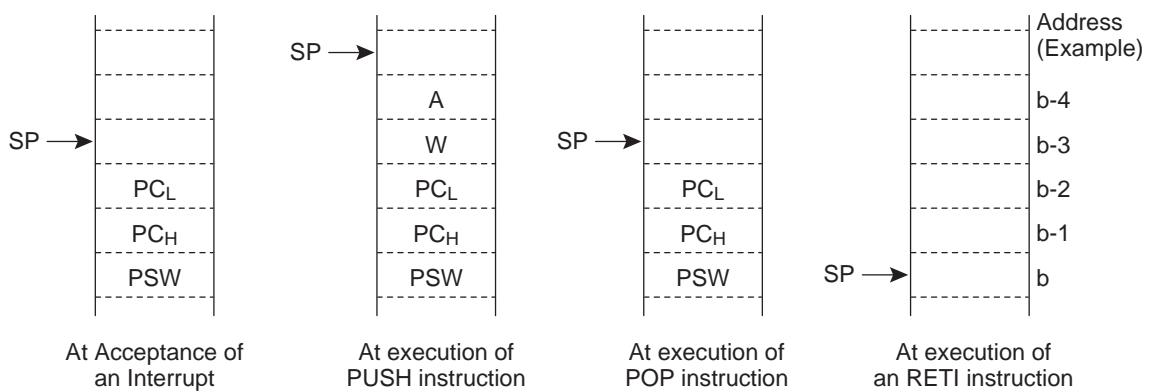 Address
(Example)
SP
A
b-4
SP
W
SP
b-3
PCL
PCL
PCL
b-2
PCH
PCH
PCH
b-1
PSW
PSW
PSW
SP
b
At Acceptance of
an Interrupt
At execution of
PUSH instruction
At execution of
POP instruction
At execution of
an RETI instruction